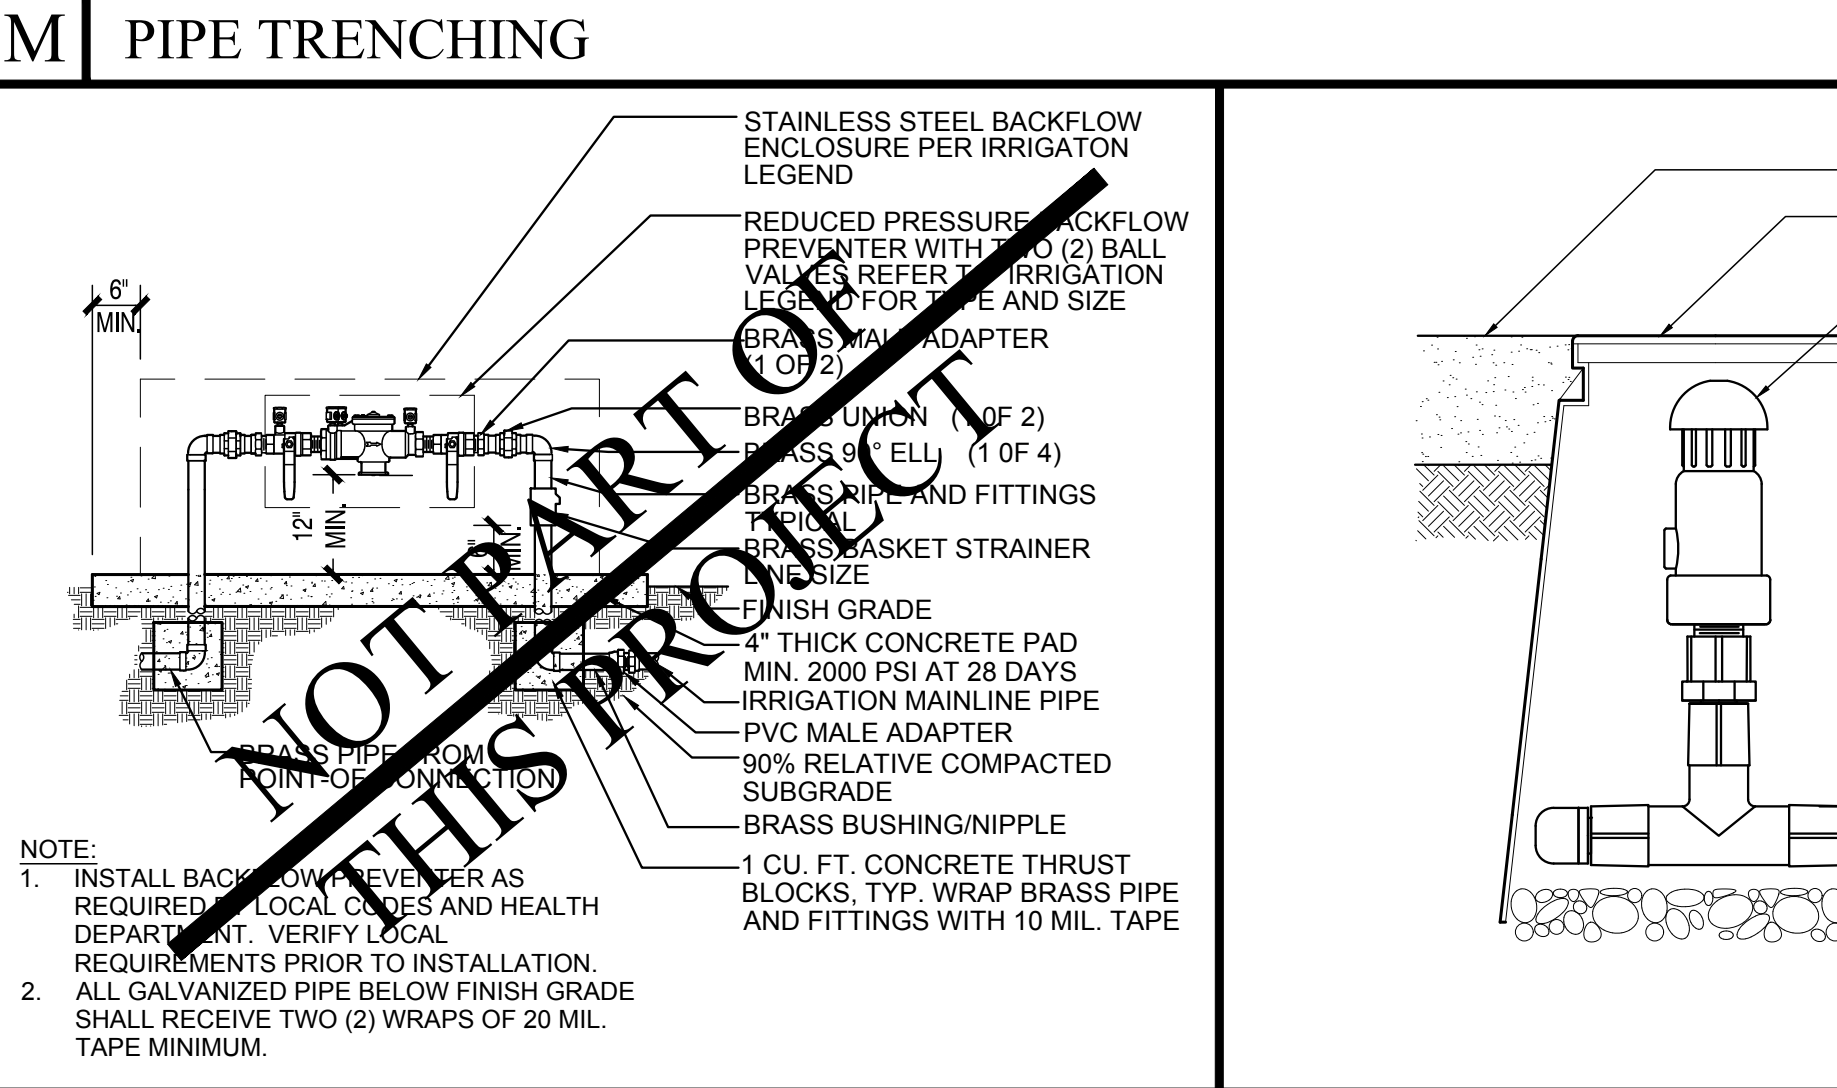 M PIPE TRENCHING
STAINLESS STEEL BACKFLOW
ENCLOSURE PER IRRIGATON
LEGEND
REDUCED PRESSURE BACKFLOW
PREVENTER WITH TWO (2) BALL
VALVES REFER TO IRRIGATION
LEGEND FOR TYPE AND SIZE
BRASS MALE ADAPTER
(1 OF 2)
BRASS UNION (1 0F 2)
BRASS 90° ELL (1 0F 4)
BRASS PIPE AND FITTINGS
TYPICAL
BRASS BASKET STRAINER
LINE SIZE
FINISH GRADE
4" THICK CONCRETE PAD
MIN. 2000 PSI AT 28 DAYS
IRRIGATION MAINLINE PIPE
PVC MALE ADAPTER
90% RELATIVE COMPACTED
SUBGRADE
BRASS BUSHING/NIPPLE
1 CU. FT. CONCRETE THRUST
BLOCKS, TYP. WRAP BRASS PIPE
AND FITTINGS WITH 10 MIL. TAPE
6"
MIN.
12"
MIN.
6"
MIN.
BRASS PIPE FROM
POINT-OF-CONNECTION
NOT PART OF
THIS PROJECT
NOTE:
1. INSTALL BACKFLOW PREVENTER AS
REQUIRED BY LOCAL CODES AND HEALTH
DEPARTMENT. VERIFY LOCAL
REQUIREMENTS PRIOR TO INSTALLATION.
2. ALL GALVANIZED PIPE BELOW FINISH GRADE
SHALL RECEIVE TWO (2) WRAPS OF 20 MIL.
TAPE MINIMUM.